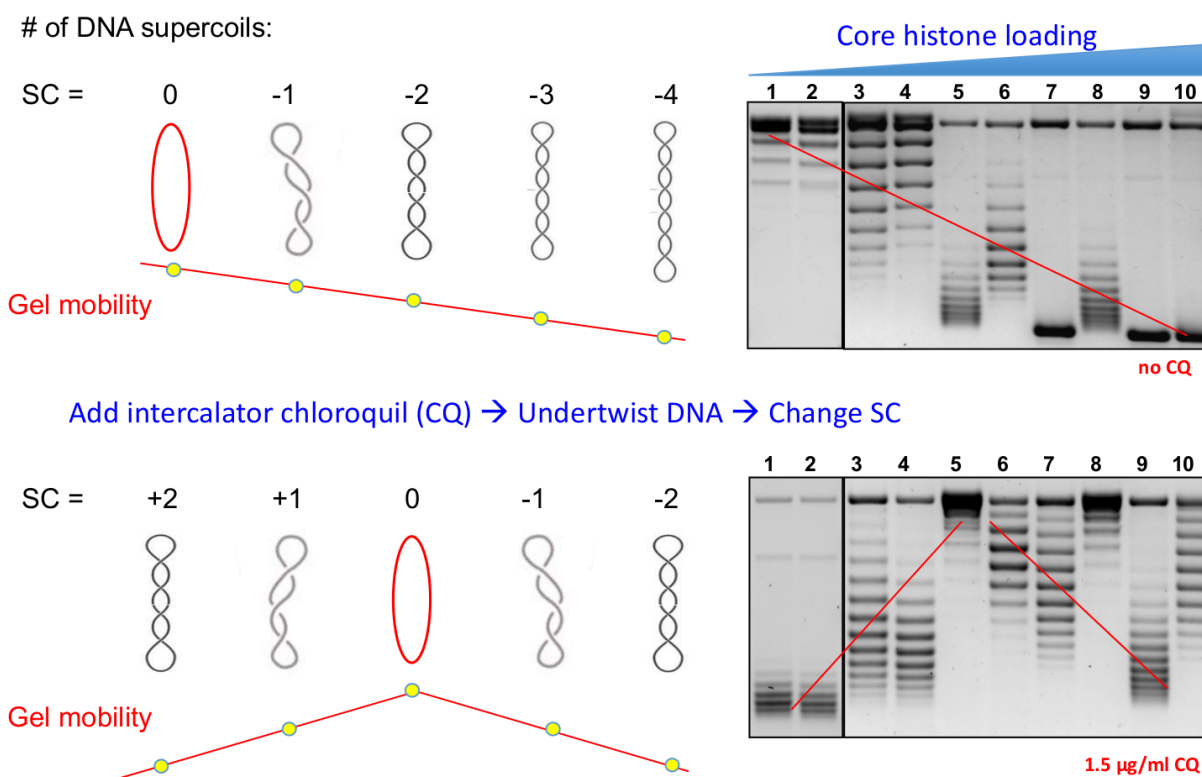 # of DNA supercoils:
Core histone loading
SC = 0 -1 -2 -3 -4
1 2 3 4 5 6 7 8 9 10
Gel mobility
no CQ
Add intercalator chloroquil (CQ) → Undertwist DNA → Change SC
SC = +2 +1 0 -1 -2
1 2 3 4 5 6 7 8 9 10
Gel mobility
1.5 µg/ml CQ